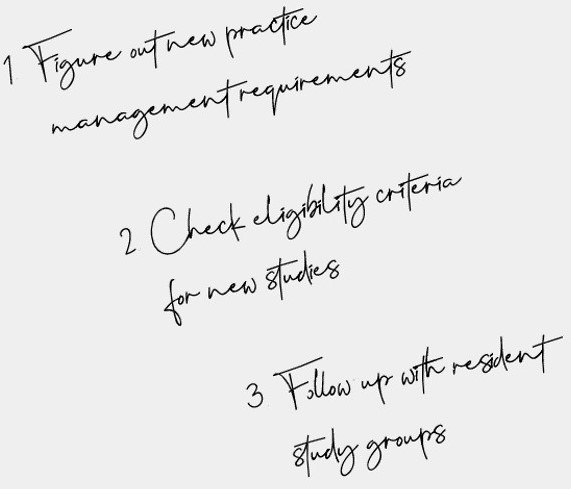 1 Figure out new practice
management requirements
2 Check eligibility criteria
for new studies
3 Follow up with resident
study groups